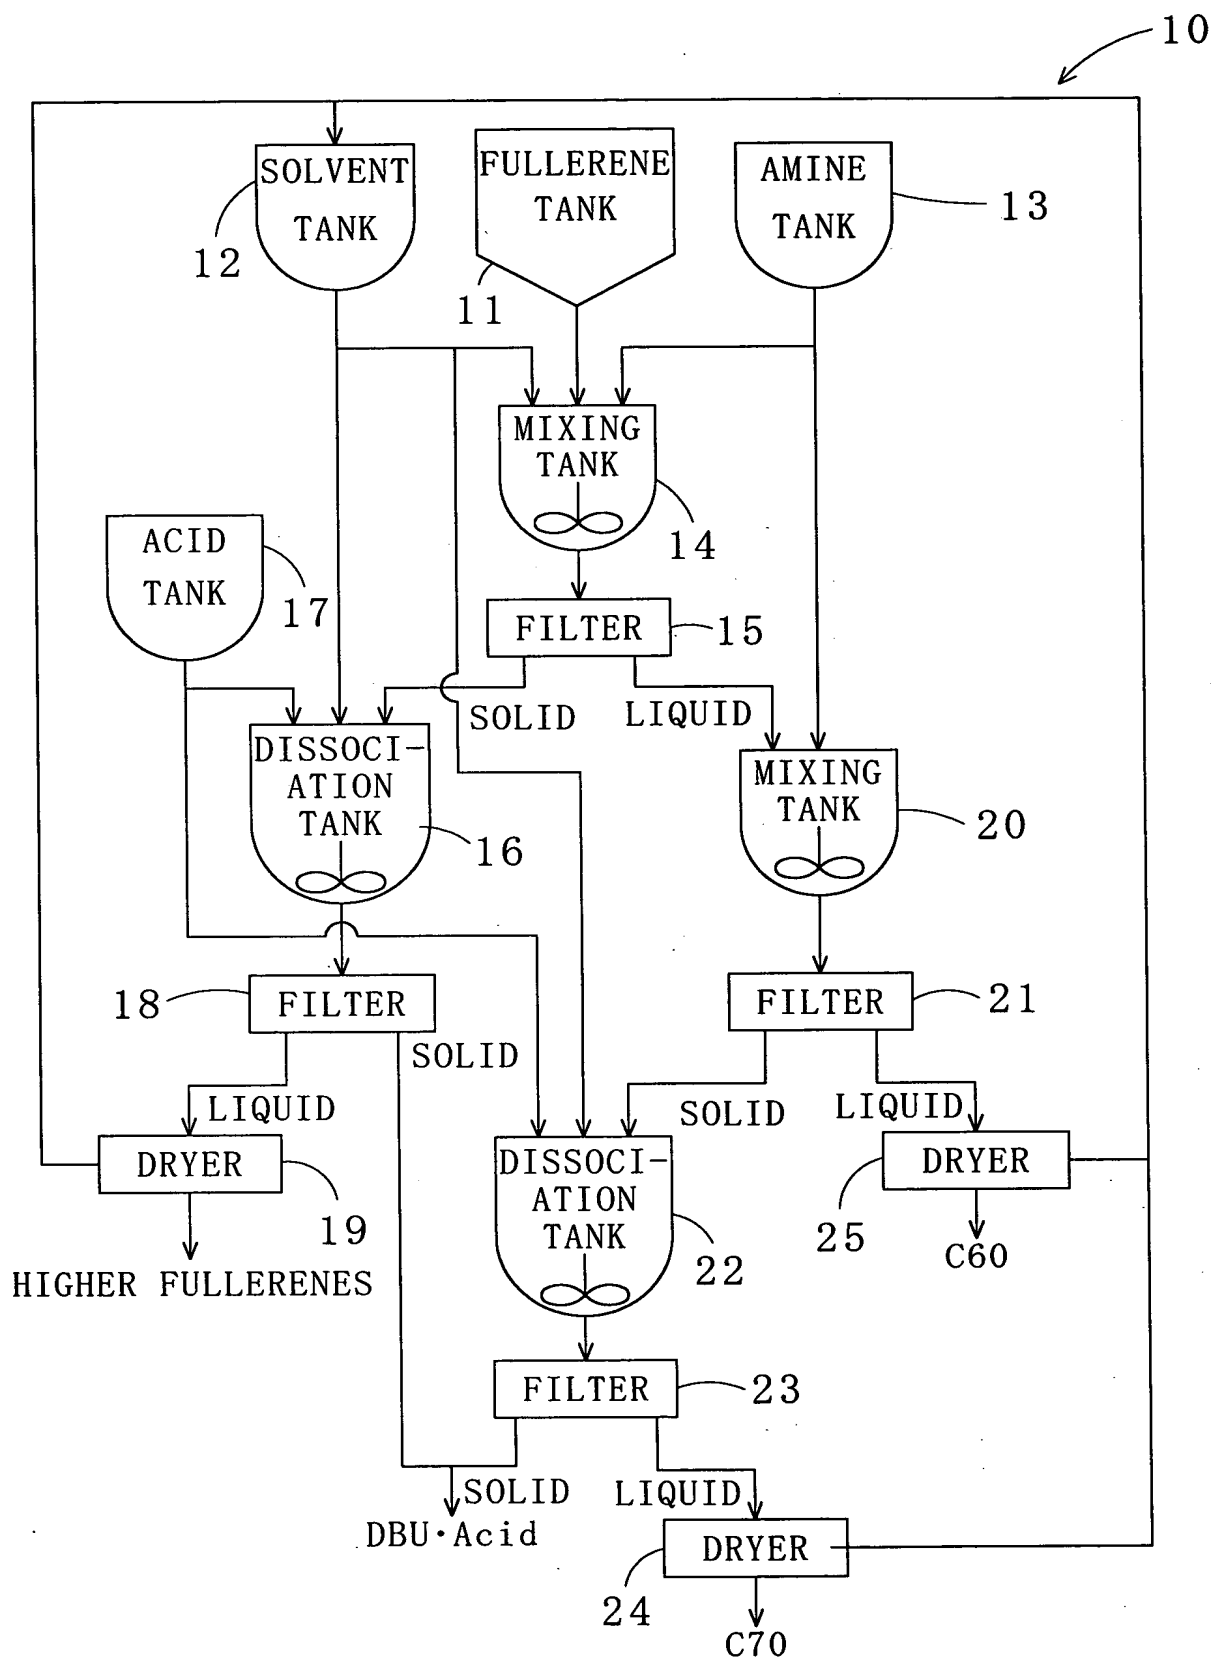 10
SOLVENT
TANK
12
FULLERENE
TANK
11
AMINE
TANK
13
MIXING
TANK
14
ACID
TANK
17
FILTER
15
SOLID
LIQUID
DISSOCI-
ATION
TANK
16
MIXING
TANK
20
18
FILTER
SOLID
FILTER
21
LIQUID
SOLID
LIQUID
DRYER
19
HIGHER FULLERENES
DISSOCI-
ATION
TANK
22
DRYER
25
C60
FILTER
23
SOLID
LIQUID
DBU·Acid
DRYER
24
C70